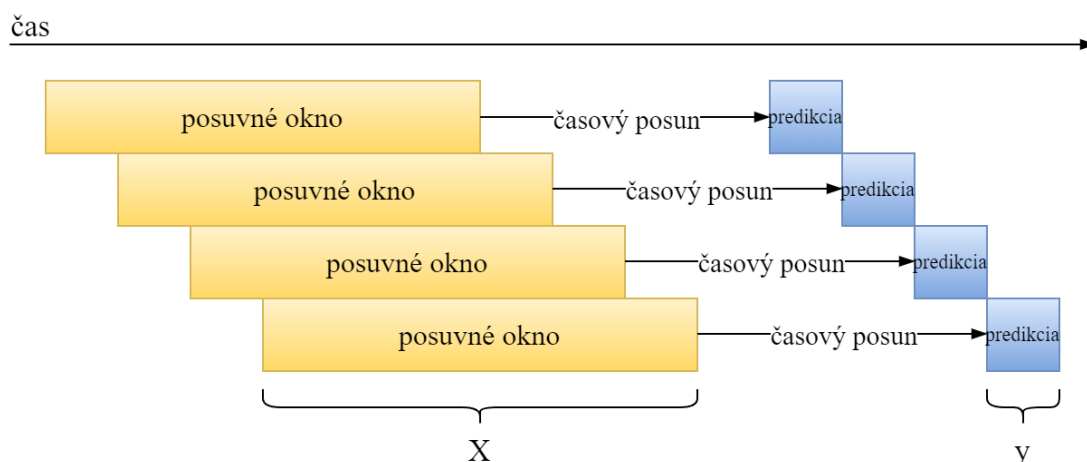 čas
posuvné okno časový posun predikcia
posuvné okno časový posun predikcia
posuvné okno časový posun predikcia
posuvné okno časový posun predikcia
X y